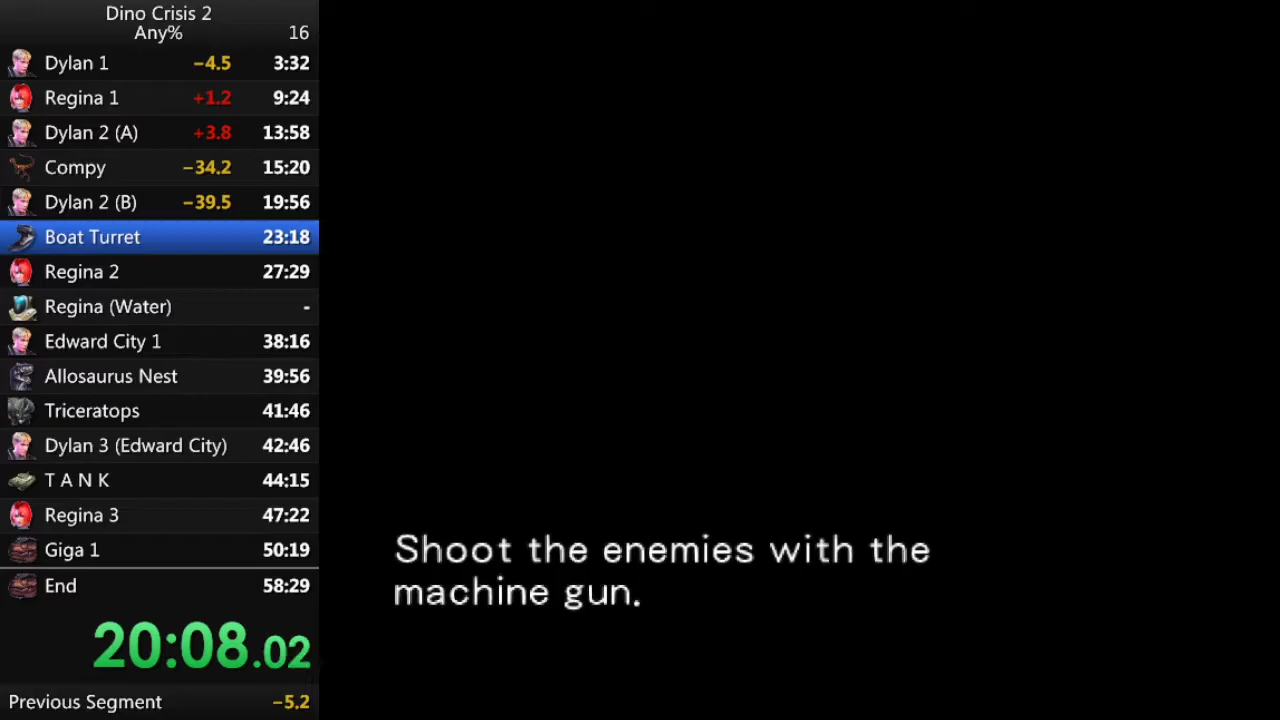 Dino Crisis 2
Any% 16
Dylan 1 −4.5 3:32
Regina 1 +1.2 9:24
Dylan 2 (A) +3.8 13:58
Compy −34.2 15:20
Dylan 2 (B) −39.5 19:56
Boat Turret 23:18
Regina 2 27:29
Regina (Water) -
Edward City 1 38:16
Allosaurus Nest 39:56
Triceratops 41:46
Dylan 3 (Edward City) 42:46
T A N K 44:15
Regina 3 47:22
Giga 1 50:19
End 58:29
20:08.02
Previous Segment −5.2
Shoot the enemies with the
machine gun.